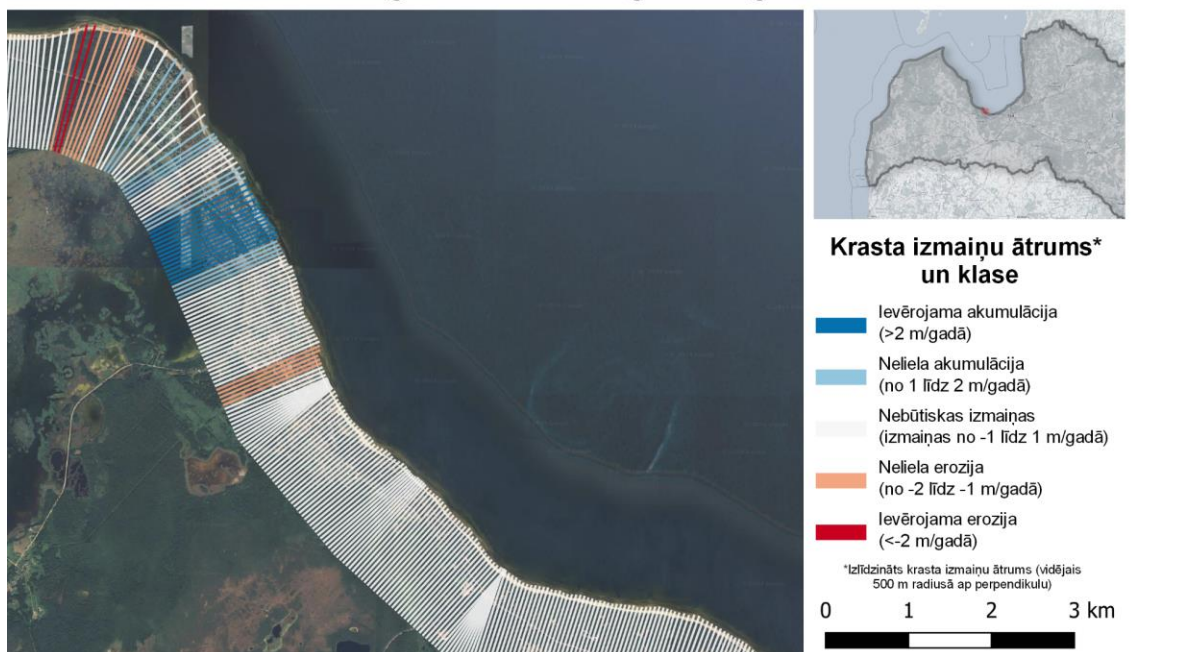 Krasta izmaiņu ātrums*
un klase
Ievērojama akumulācija
(>2 m/gadā)
Neliela akumulācija
(no 1 līdz 2 m/gadā)
Nebūtiskas izmaiņas
(izmaiņas no -1 līdz 1 m/gadā)
Neliela erozija
(no -2 līdz -1 m/gadā)
Ievērojama erozija
(<-2 m/gadā)
*Izlīdzināts krasta izmaiņu ātrums (vidējais
500 m radiusā ap perpendikulu)
0 1 2 3 km